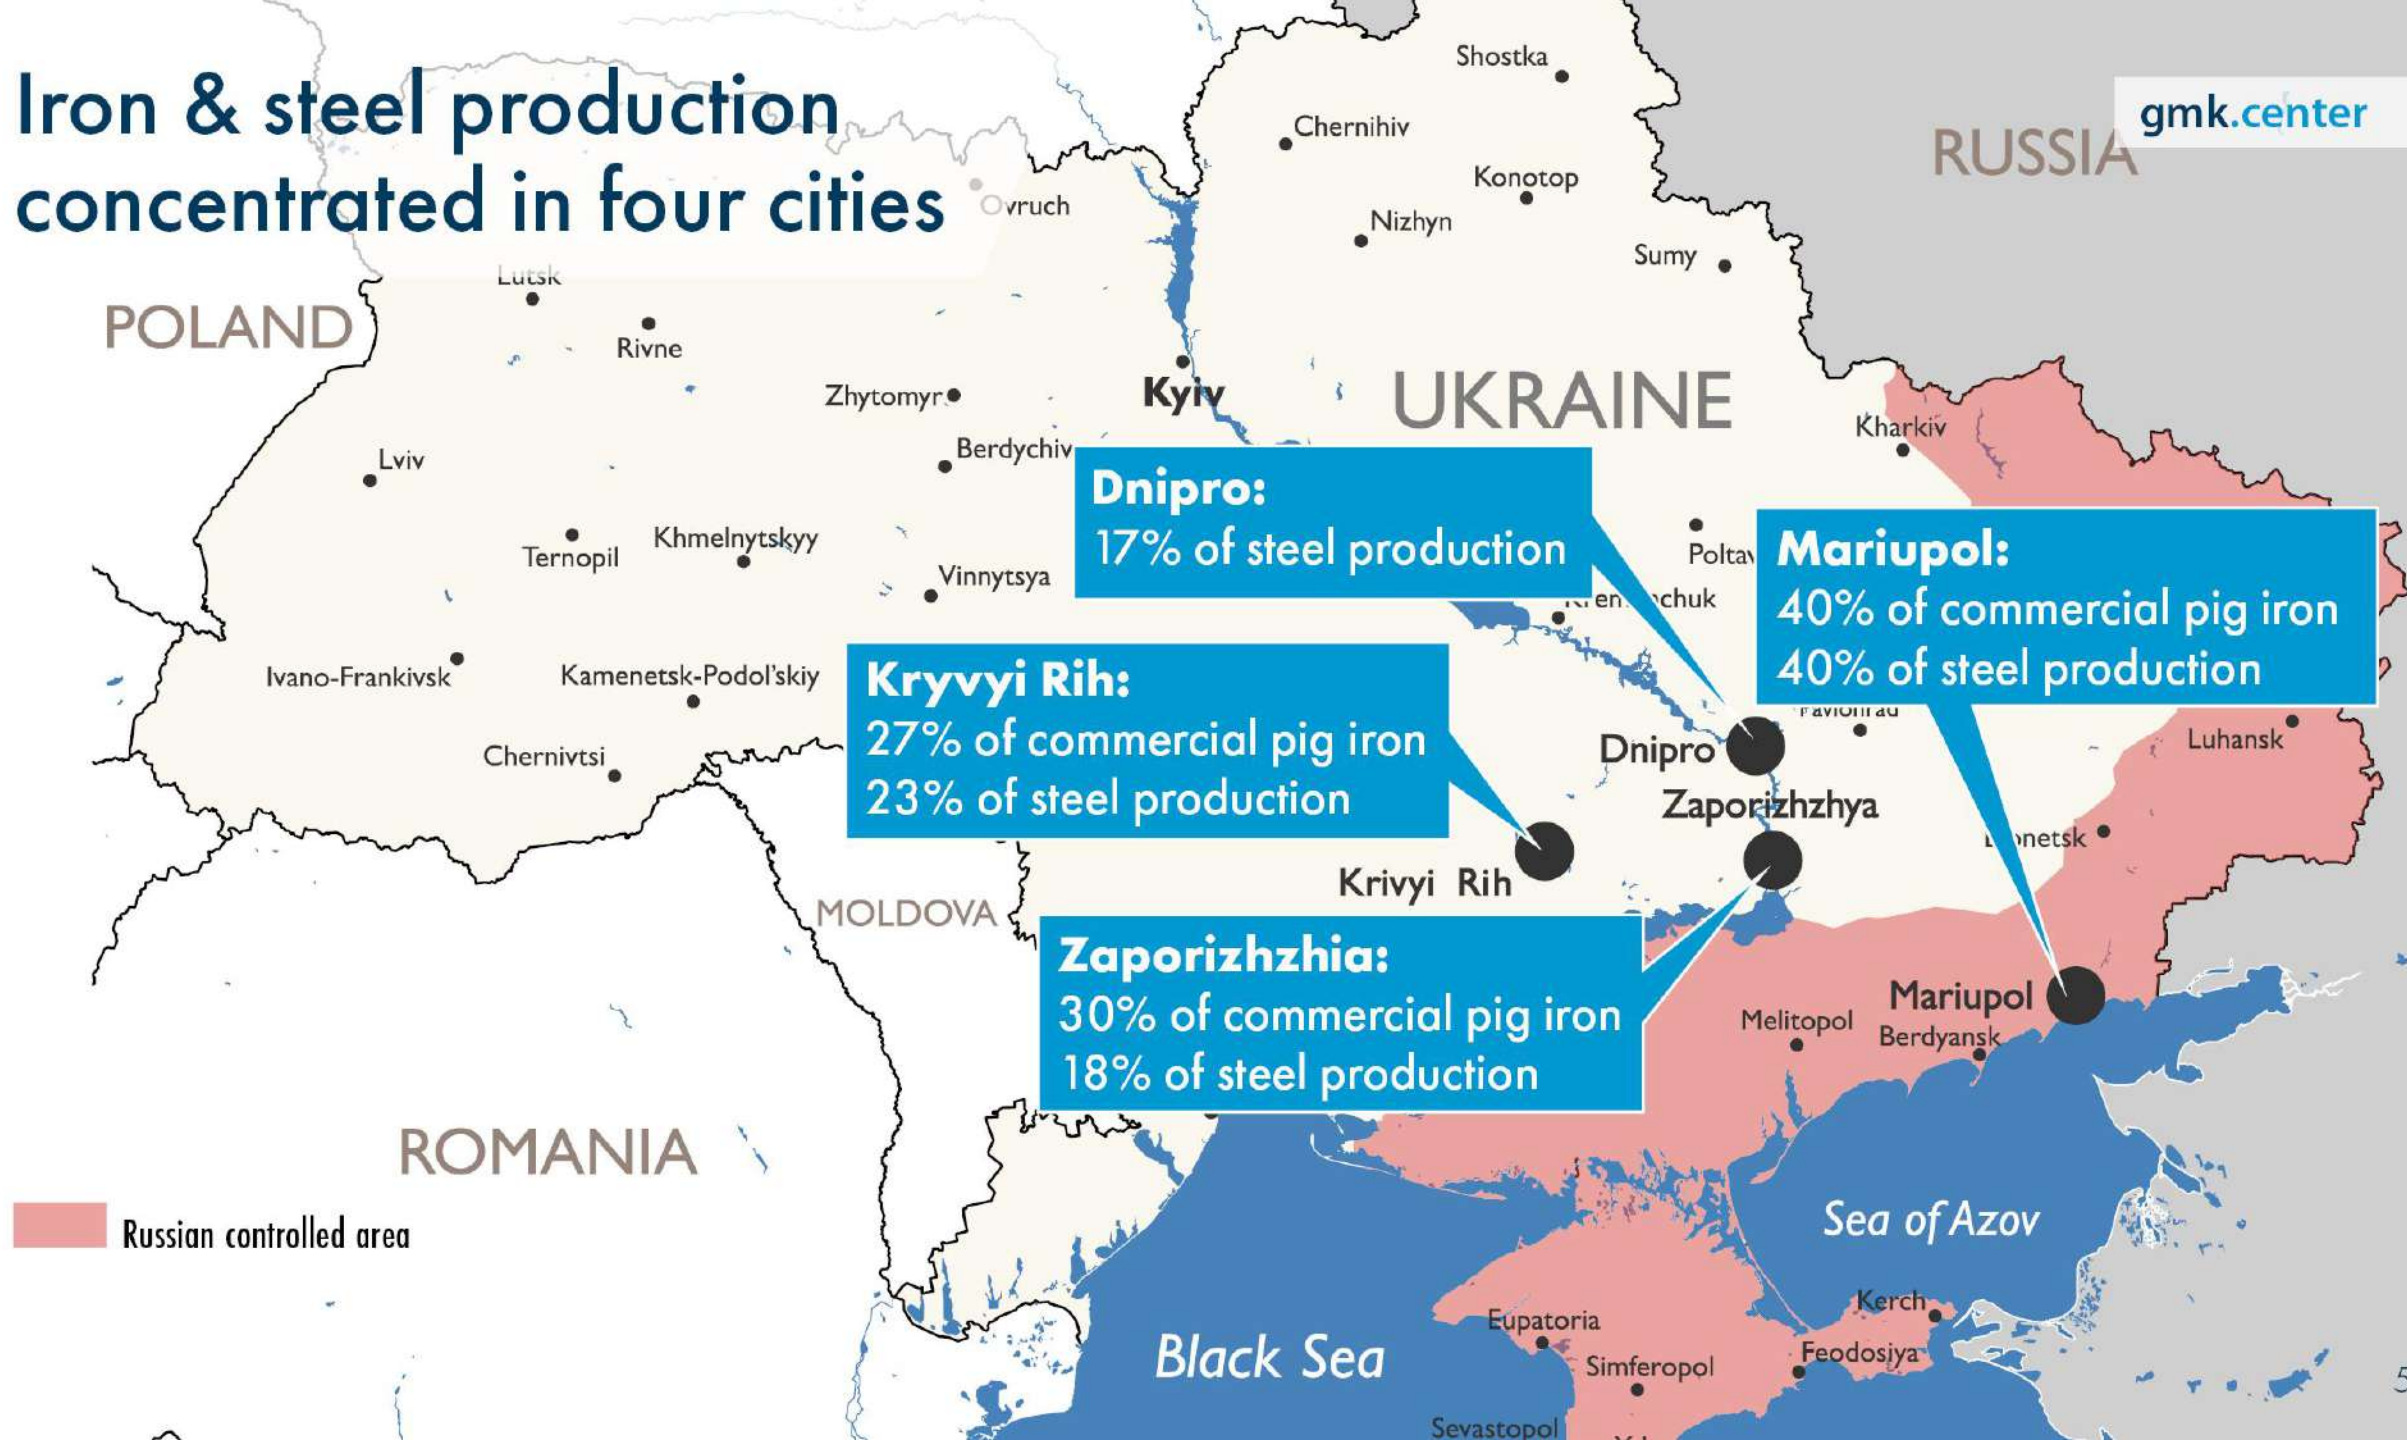 Iron & steel production
concentrated in four cities
gmk.center
RUSSIA
Shostka
Chernihiv
Konotop
Nizhyn
Ovruch
Sumy
Lutsk
POLAND
Rivne
Zhytomyr
Kyiv
UKRAINE
Kharkiv
Lviv
Berdychiv
Dnipro:
17% of steel production
Ternopil
Khmelnytskyy
Vinnytsya
Mariupol:
40% of commercial pig iron
40% of steel production
Ivano-Frankivsk
Kamenetsk-Podol'skiy
Kryvyi Rih:
27% of commercial pig iron
23% of steel production
Chernivtsi
Dnipro
Luhansk
Zaporizhzhya
Krivyi Rih
MOLDOVA
Zaporizhzhia:
30% of commercial pig iron
18% of steel production
Mariupol
Melitopol
Berdyansk
ROMANIA
Russian controlled area
Sea of Azov
Black Sea
Kerch
Eupatoria
Feodosiya
Simferopol
Sevastopol